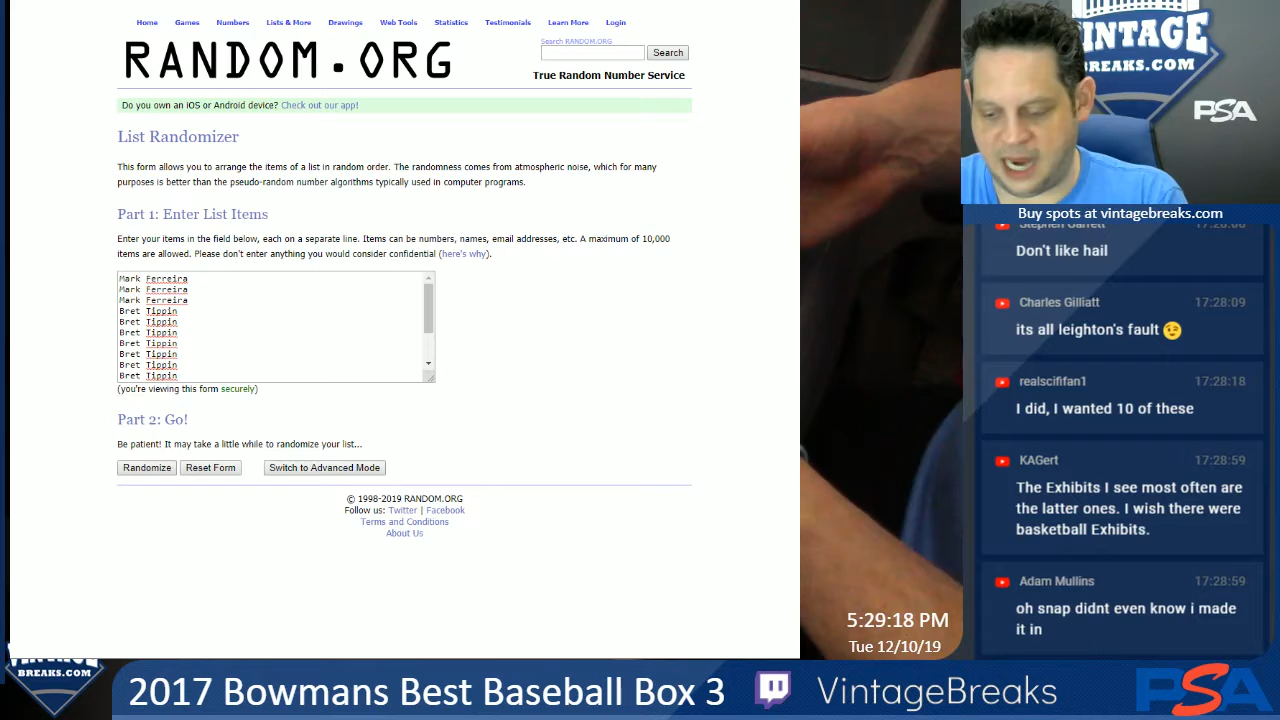 Home Games Numbers Lists & More Drawings Web Tools Statistics Testimonials Learn More Login
RANDOM.ORG
Search RANDOM.ORG
Search
True Random Number Service
Do you own an iOS or Android device? Check out our app!
List Randomizer
This form allows you to arrange the items of a list in random order. The randomness comes from atmospheric noise, which for many
purposes is better than the pseudo-random number algorithms typically used in computer programs.
Part 1: Enter List Items
Enter your items in the field below, each on a separate line. Items can be numbers, names, email addresses, etc. A maximum of 10,000
items are allowed. Please don't enter anything you would consider confidential (here's why).
Mark Ferreira
Mark Ferreira
Mark Ferreira
Bret Tippin
Bret Tippin
Bret Tippin
Bret Tippin
Bret Tippin
Bret Tippin
Bret Tippin
(you're viewing this form securely)
Part 2: Go!
Be patient! It may take a little while to randomize your list...
Randomize Reset Form Switch to Advanced Mode
© 1998-2019 RANDOM.ORG
Follow us: Twitter | Facebook
Terms and Conditions
About Us
VINTAGE
BREAKS.COM
PSA
Buy spots at vintagebreaks.com
Stephen Garrett 17:28:00
Don't like hail
Charles Gilliatt 17:28:09
its all leighton's fault 😉
realscififan1 17:28:18
I did, I wanted 10 of these
KAGert 17:28:59
The Exhibits I see most often are
the latter ones. I wish there were
basketball Exhibits.
Adam Mullins 17:28:59
oh snap didnt even know i made
it in
5:29:18 PM
Tue 12/10/19
VINTAGE
BREAKS.COM
2017 Bowmans Best Baseball Box 3
VintageBreaks
PSA